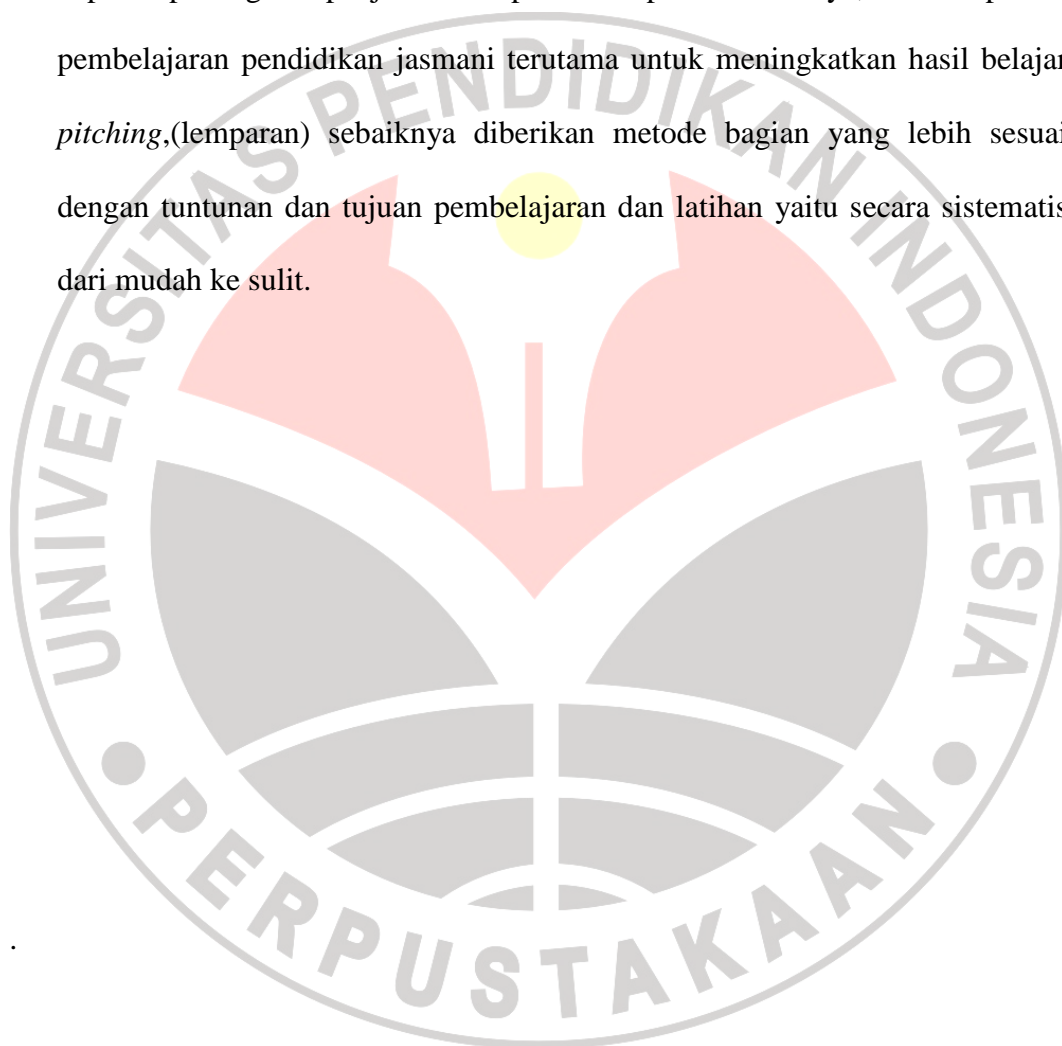 pembelajaran pendidikan jasmani terutama untuk meningkatkan hasil belajar
pitching,(lemparan) sebaiknya diberikan metode bagian yang lebih sesuai
dengan tuntunan dan tujuan pembelajaran dan latihan yaitu secara sistematis
dari mudah ke sulit.
.
UNIVERSITAS PENDIDIKAN INDONESIA
PERPUSTAKAAN